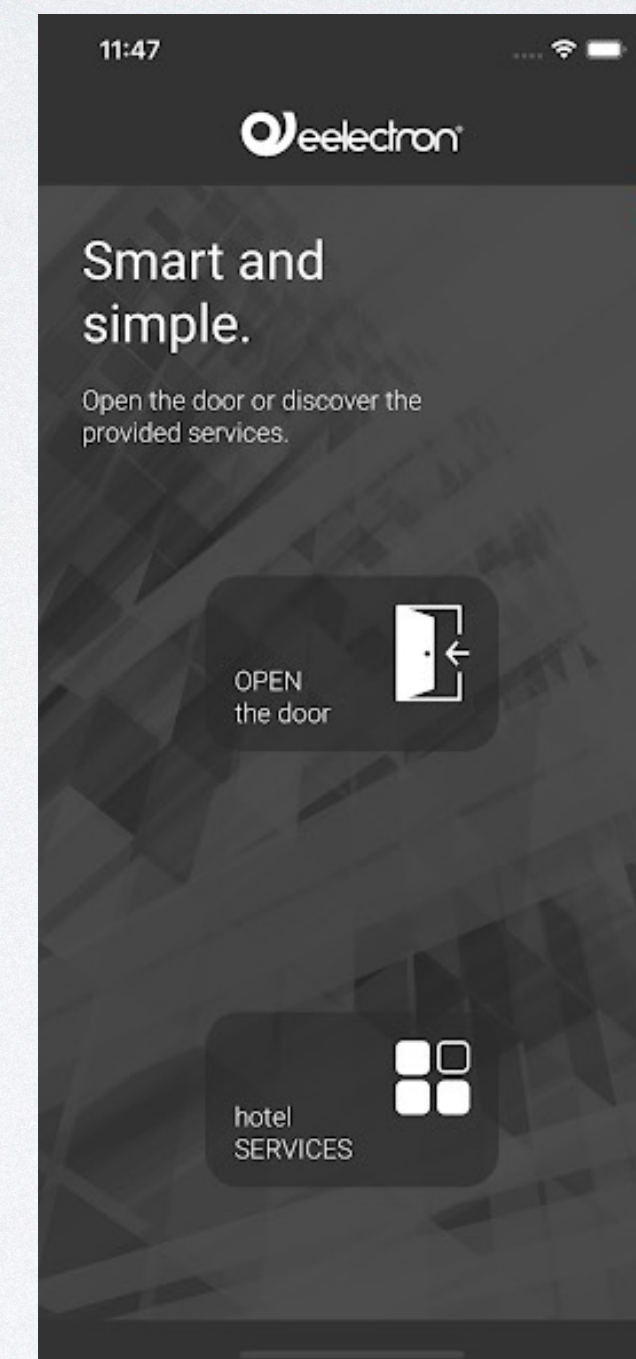 11:47
eelectron®
Smart and
simple.
Open the door or discover the
provided services.
OPEN
the door
hotel
SERVICES